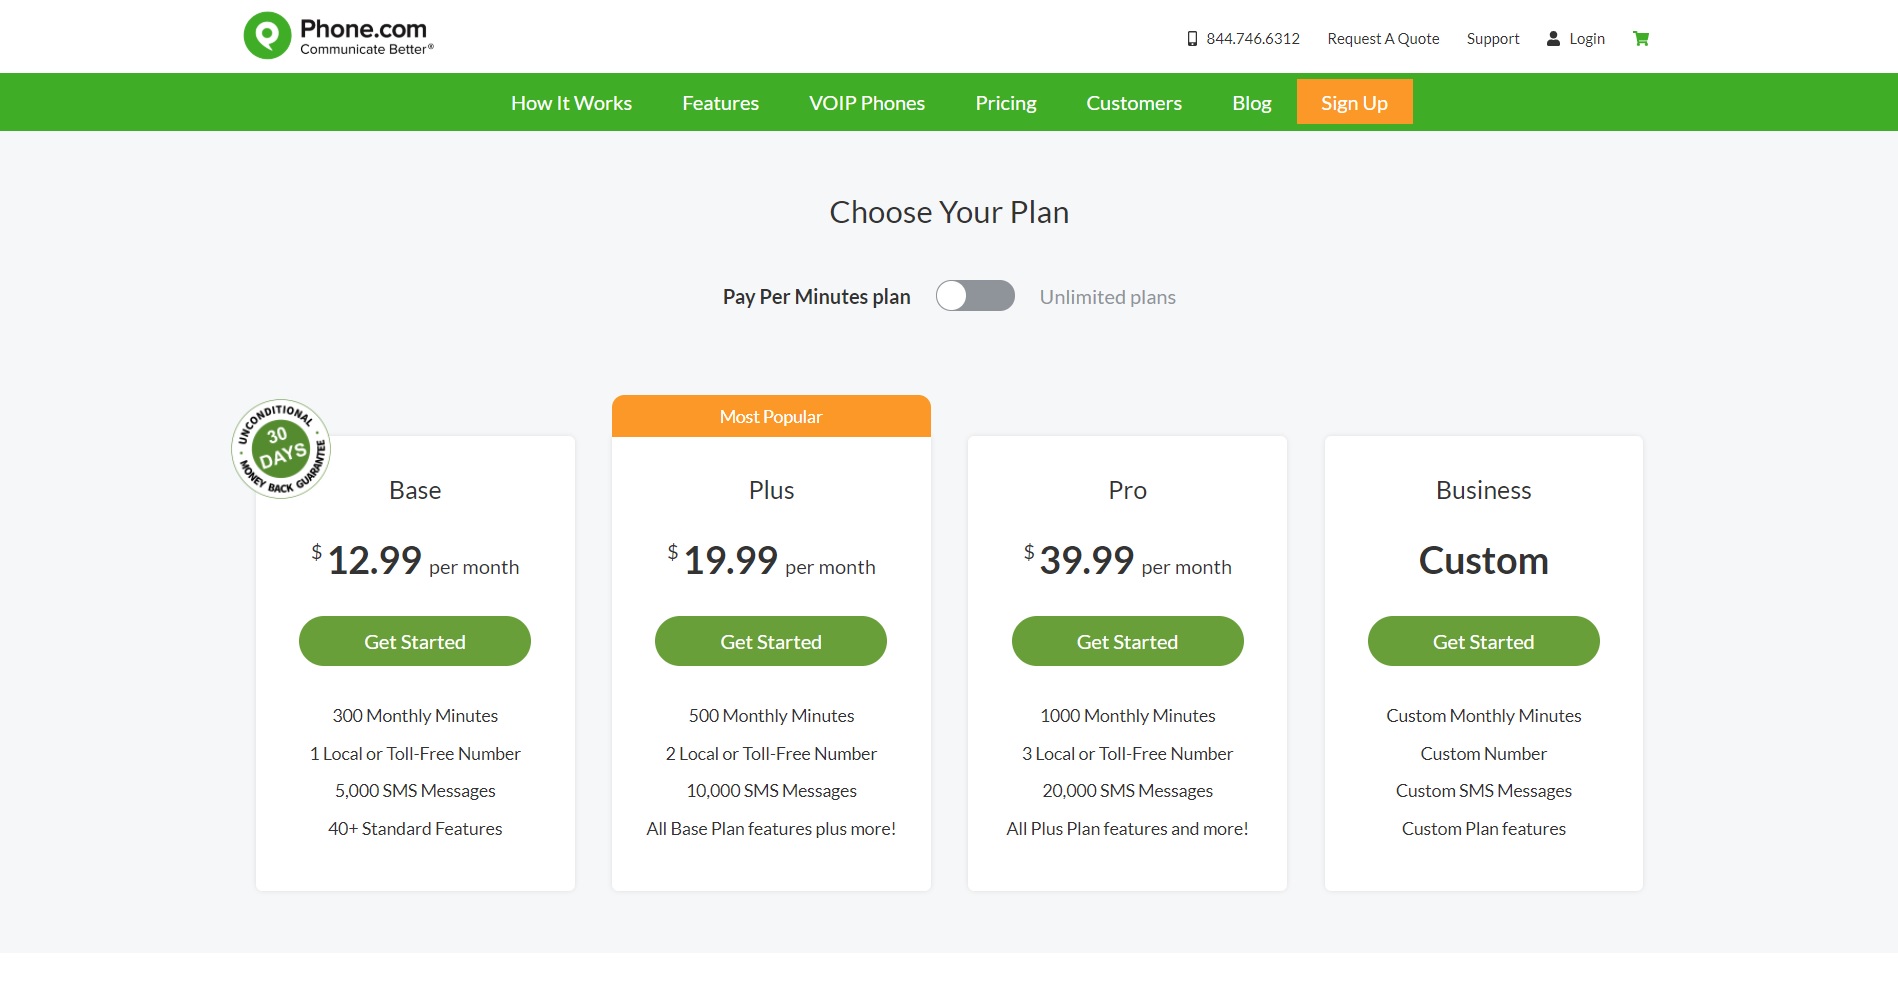 Phone.com
Communicate Better®
844.746.6312 Request A Quote Support Login
How It Works Features VOIP Phones Pricing Customers Blog Sign Up
Choose Your Plan
Pay Per Minutes plan Unlimited plans
UNCONDITIONAL
30
DAYS
MONEY BACK GUARANTEE
Most Popular
Base
$12.99 per month
Get Started
300 Monthly Minutes
1 Local or Toll-Free Number
5,000 SMS Messages
40+ Standard Features
Plus
$19.99 per month
Get Started
500 Monthly Minutes
2 Local or Toll-Free Number
10,000 SMS Messages
All Base Plan features plus more!
Pro
$39.99 per month
Get Started
1000 Monthly Minutes
3 Local or Toll-Free Number
20,000 SMS Messages
All Plus Plan features and more!
Business
Custom
Get Started
Custom Monthly Minutes
Custom Number
Custom SMS Messages
Custom Plan features